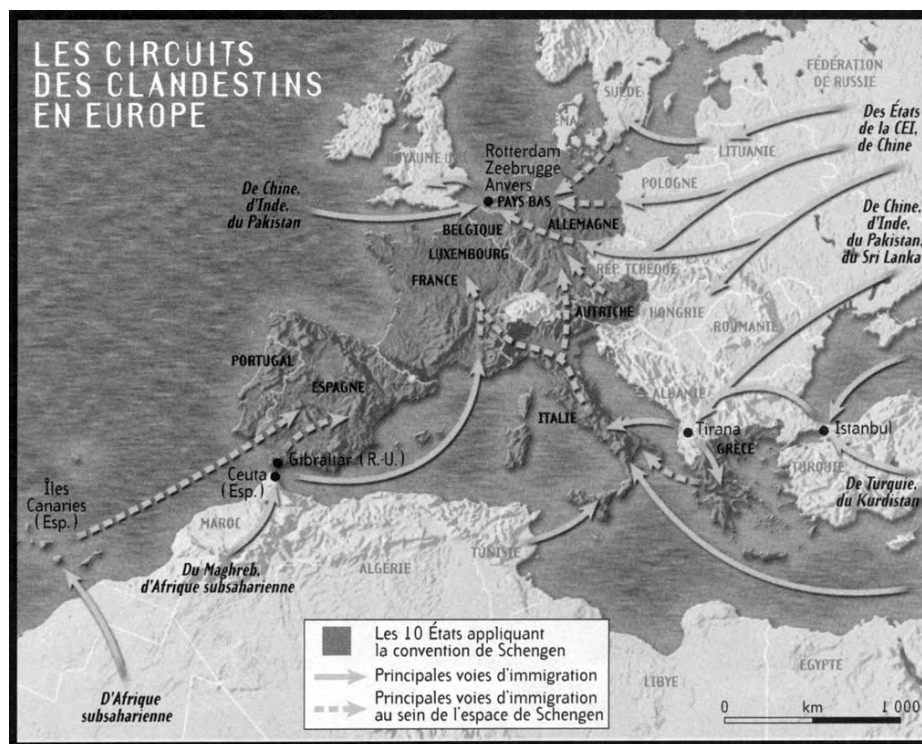 LES CIRCUITS
DES CLANDESTINS
EN EUROPE
FÉDÉRATION
DE RUSSIE
SUÈDE
Des États
de la CEI,
de Chine
LITUANIE
ROYAUME-UNI
Rotterdam
Zeebrugge
Anvers
PAYS-BAS
POLOGNE
De Chine,
d'Inde,
du Pakistan
ALLEMAGNE
BELGIQUE
LUXEMBOURG
De Chine,
d'Inde,
du Pakistan,
du Sri Lanka
RÉP. TCHÈQUE
FRANCE
AUTRICHE
HONGRIE
ROUMANIE
PORTUGAL
ESPAGNE
ITALIE
ALBANIE
Tirana
Istanbul
GRÈCE
TURQUIE
Gibraltar (R.-U.)
Ceuta
(Esp.)
De Turquie,
du Kurdistan
Îles
Canaries
(Esp.)
MAROC
ALGÉRIE
TUNISIE
Du Maghreb,
d'Afrique subsaharienne
D'Afrique
subsaharienne
LIBYE
ÉGYPTE
Les 10 États appliquant
la convention de Schengen
Principales voies d'immigration
Principales voies d'immigration
au sein de l'espace de Schengen
0 km 1 000